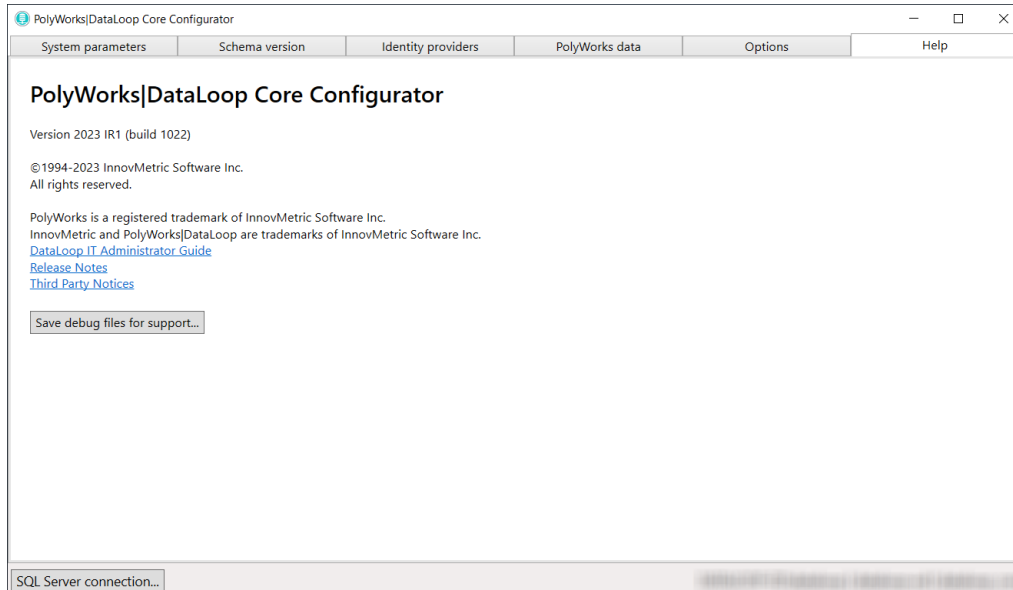 PolyWorks|DataLoop Core Configurator
System parameters Schema version Identity providers PolyWorks data Options Help
PolyWorks|DataLoop Core Configurator
Version 2023 IR1 (build 1022)
©1994-2023 InnovMetric Software Inc.
All rights reserved.
PolyWorks is a registered trademark of InnovMetric Software Inc.
InnovMetric and PolyWorks|DataLoop are trademarks of InnovMetric Software Inc.
DataLoop IT Administrator Guide
Release Notes
Third Party Notices
Save debug files for support...
SQL Server connection...